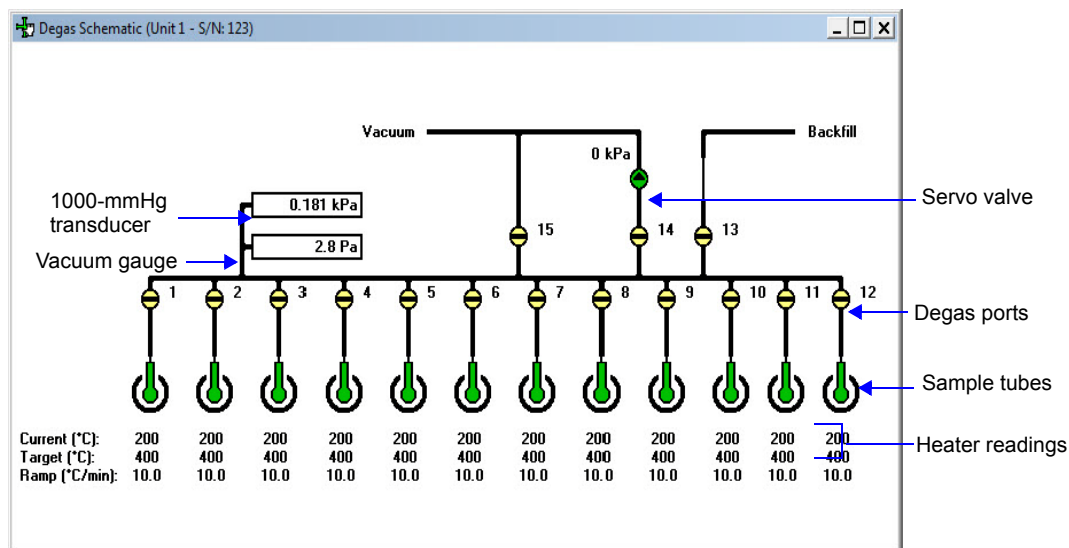 Degas Schematic (Unit 1 - S/N: 123)
Vacuum
Backfill
0 kPa
1000-mmHg
transducer
0.181 kPa
Servo valve
15
14
13
2.8 Pa
Vacuum gauge
1 2 3 4 5 6 7 8 9 10 11 12
Degas ports
Sample tubes
Current (°C): 200 200 200 200 200 200 200 200 200 200 200 200
Heater readings
Target (°C): 400 400 400 400 400 400 400 400 400 400 400 400
Ramp (°C/min): 10.0 10.0 10.0 10.0 10.0 10.0 10.0 10.0 10.0 10.0 10.0 10.0